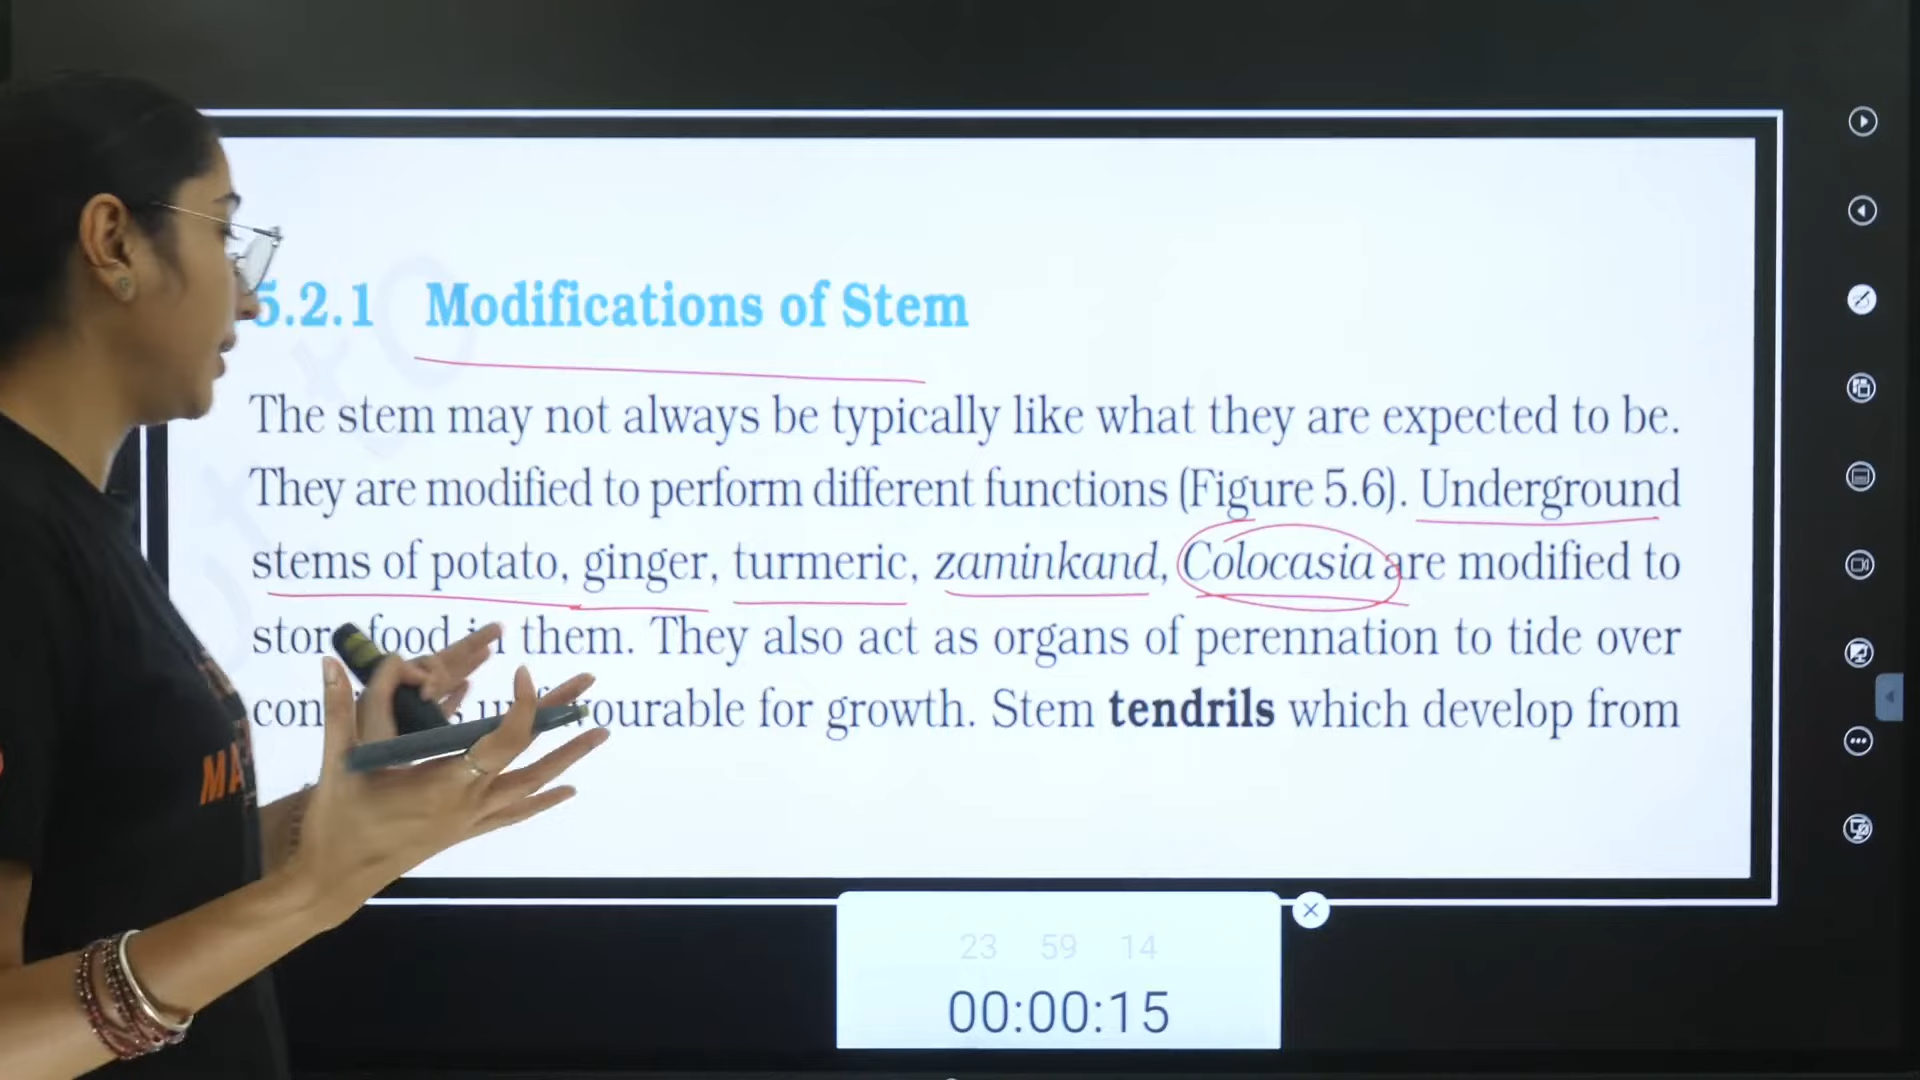 5.2.1 Modifications of Stem
The stem may not always be typically like what they are expected to be.
They are modified to perform different functions (Figure 5.6). Underground
stems of potato, ginger, turmeric, zaminkand, Colocasia are modified to
food them. They also act as organs of perennation to tide over
for growth. Stem tendrils which develop from
MA
23 59 14
00:00:15